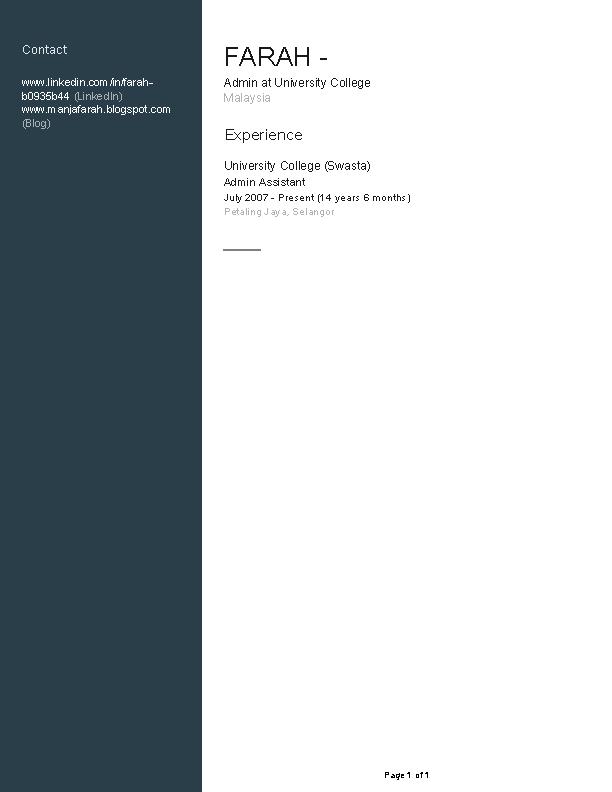 Contact
www.linkedin.com/in/farah-
b0935b44 (LinkedIn)
www.manjafarah.blogspot.com
(Blog)
FARAH -
Admin at University College
Malaysia
Experience
University College (Swasta)
Admin Assistant
July 2007 - Present (14 years 6 months)
Petaling Jaya, Selangor
Page 1 of 1